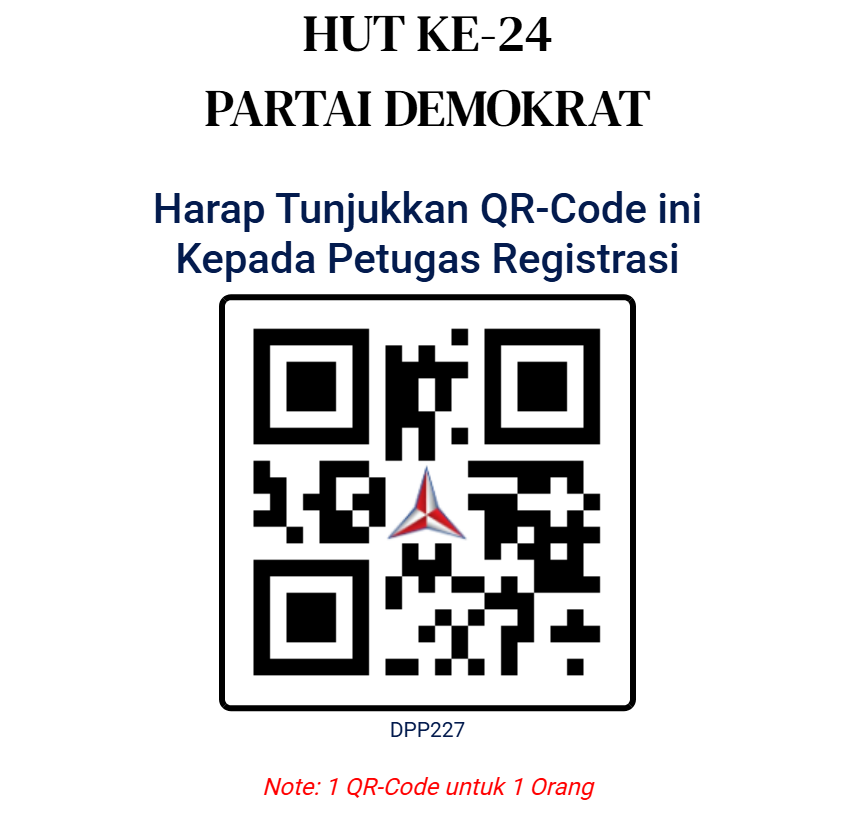 HUT KE-24
PARTAI DEMOKRAT
Harap Tunjukkan QR-Code ini
Kepada Petugas Registrasi
DPP227
Note: 1 QR-Code untuk 1 Orang